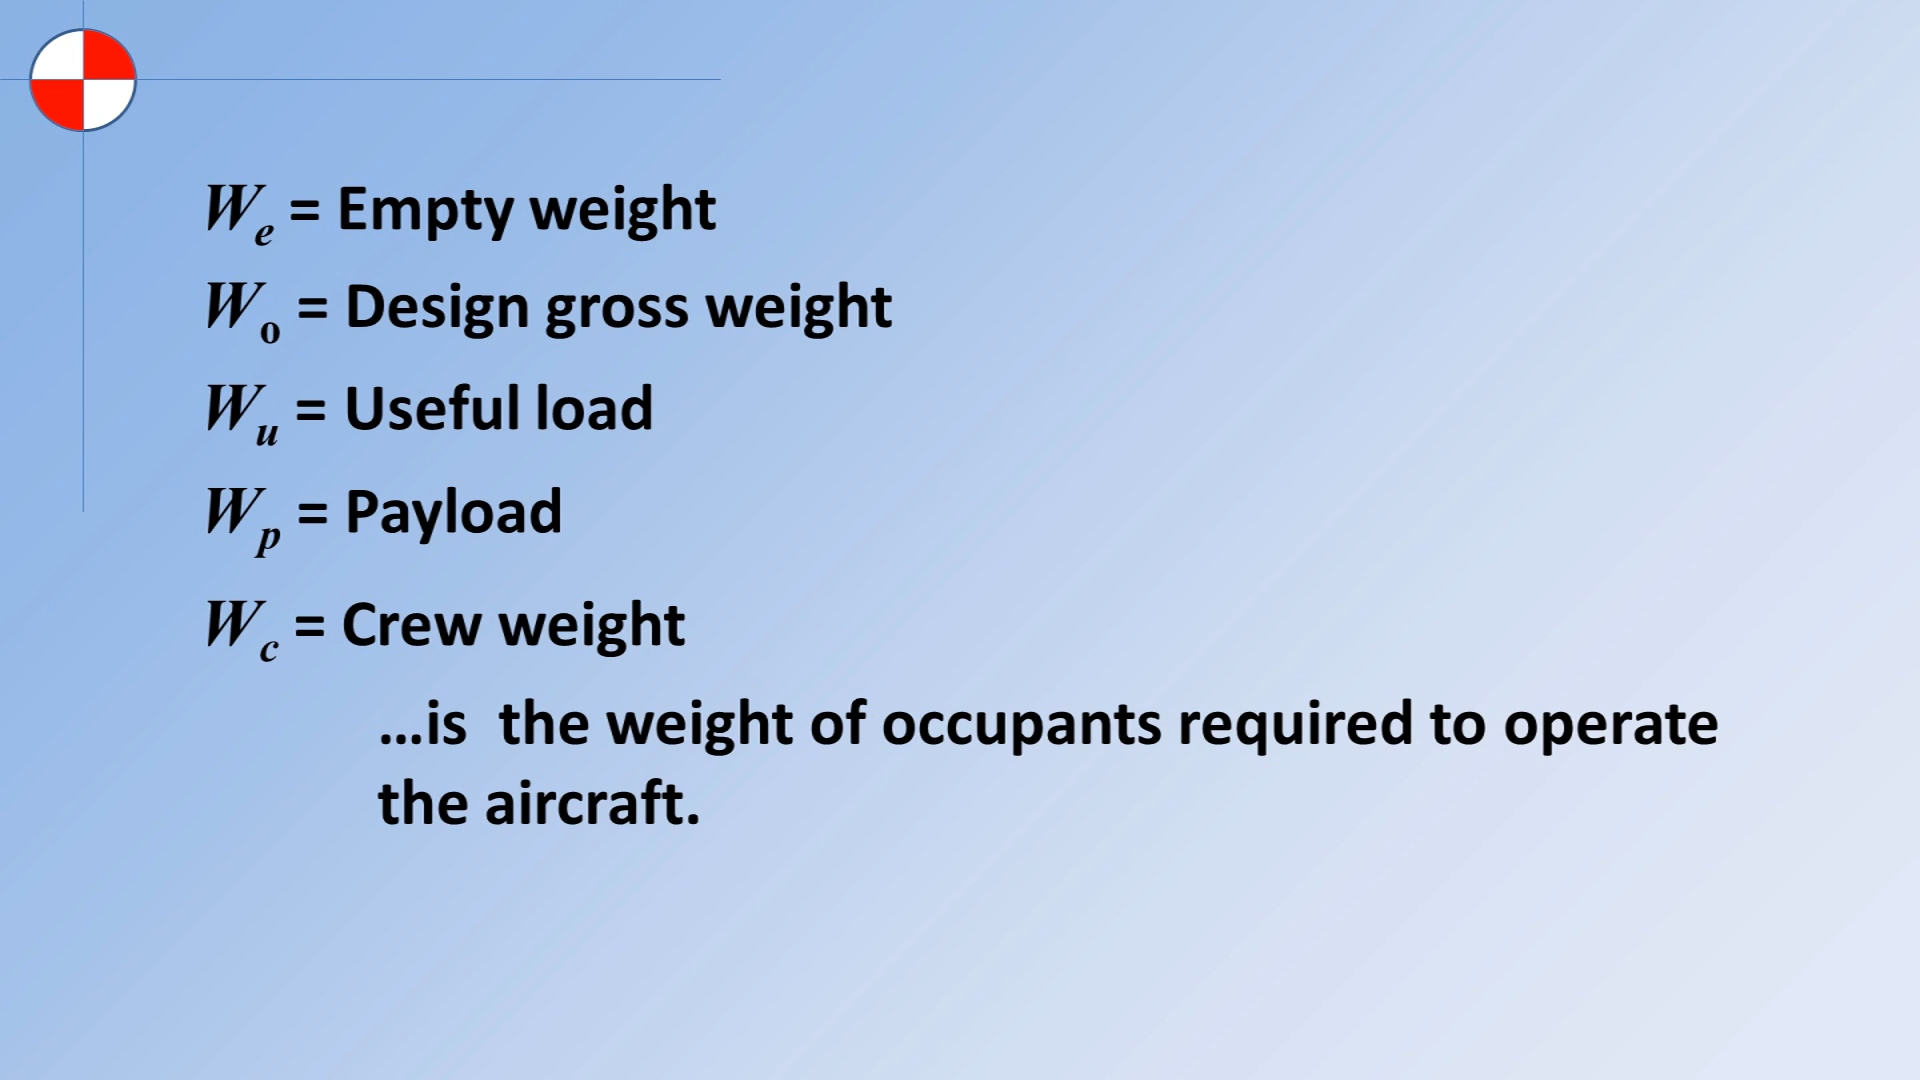 We = Empty weight
Wo = Design gross weight
Wu = Useful load
Wp = Payload
Wc = Crew weight
…is  the weight of occupants required to operate
the aircraft.